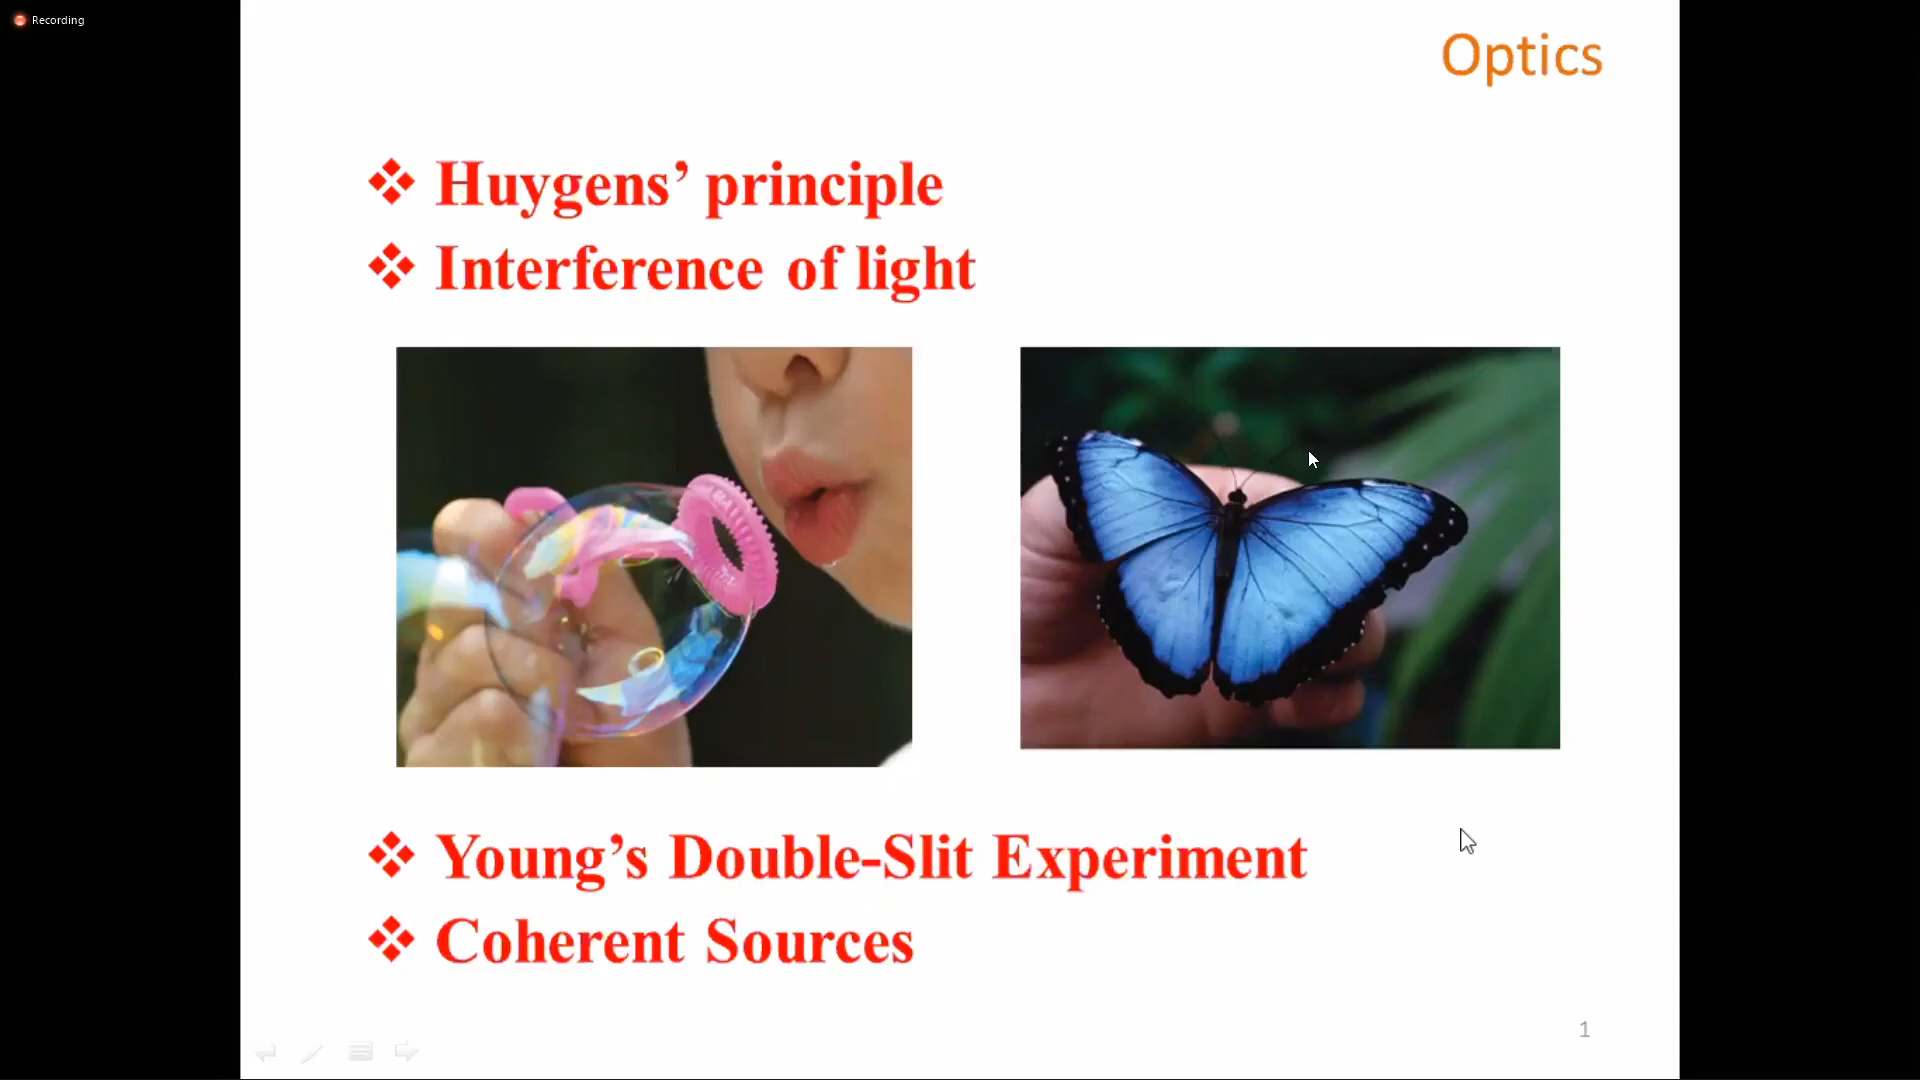 Recording
Optics
❖ Huygens’ principle
❖ Interference of light
❖ Young’s Double-Slit Experiment
❖ Coherent Sources
1